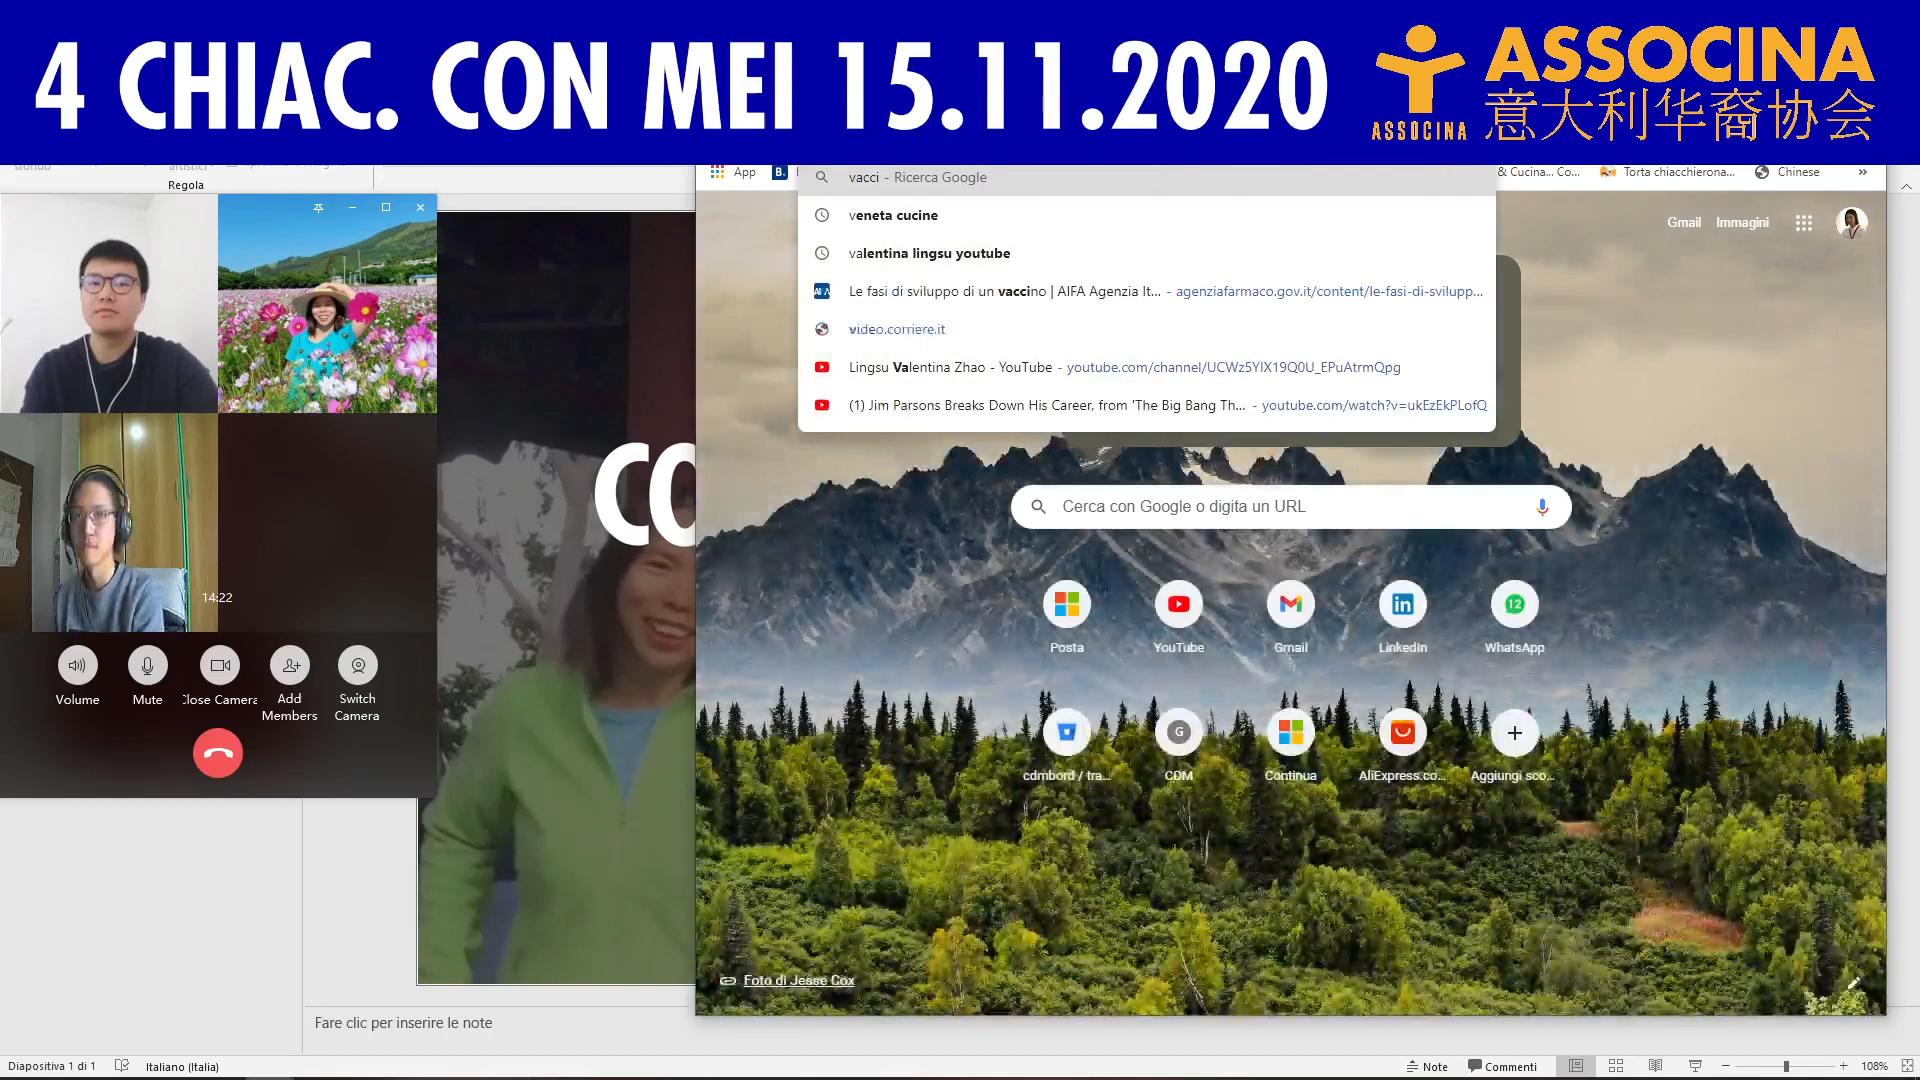 4 CHIAC. CON MEI 15.11.2020
ASSOCINA
ASSOCINA
意大利华裔协会
sfondo
artistici
Regola
App
vacci - Ricerca Google
& Cucina... Co...
Torta chiacchierona...
Chinese
»
veneta cucine
valentina lingsu youtube
Le fasi di sviluppo di un vaccino | AIFA Agenzia It... - agenziafarmaco.gov.it/content/le-fasi-di-svilupp...
video.corriere.it
Lingsu Valentina Zhao - YouTube - youtube.com/channel/UCWz5YIX19Q0U_EPuAtrmQpg
(1) Jim Parsons Breaks Down His Career, from 'The Big Bang Th... - youtube.com/watch?v=ukEzEkPLofQ
Gmail
Immagini
CO
Cerca con Google o digita un URL
Posta
YouTube
Gmail
LinkedIn
12
WhatsApp
cdmbord / tra...
G
CDM
Continua
AliExpress.co...
Aggiungi sco...
Foto di Jesse Cox
14:22
Volume
Mute
Close Camera
Add Members
Switch Camera
Fare clic per inserire le note
Diapositiva 1 di 1
Italiano (Italia)
Note
Commenti
108%